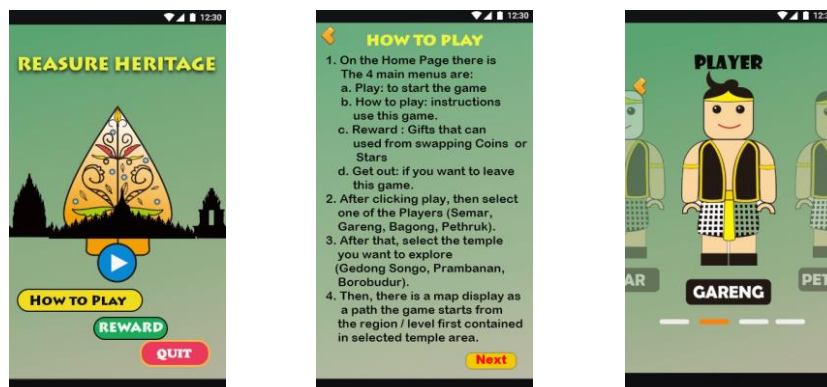 12:30
REASURE HERITAGE
HOW TO PLAY
REWARD
QUIT
12:30
HOW TO PLAY
1. On the Home Page there is
The 4 main menus are:
a. Play: to start the game
b. How to play: instructions
use this game.
c. Reward : Gifts that can
used from swapping Coins or
Stars
d. Get out: if you want to leave
this game.
2. After clicking play, then select
one of the Players (Semar,
Gareng, Bagong, Pethruk).
3. After that, select the temple
you want to explore
(Gedong Songo, Prambanan,
Borobudur).
4. Then, there is a map display as
a path the game starts from
the region / level first contained
in selected temple area.
Next
12:3
PLAYER
AR
GARENG
PET